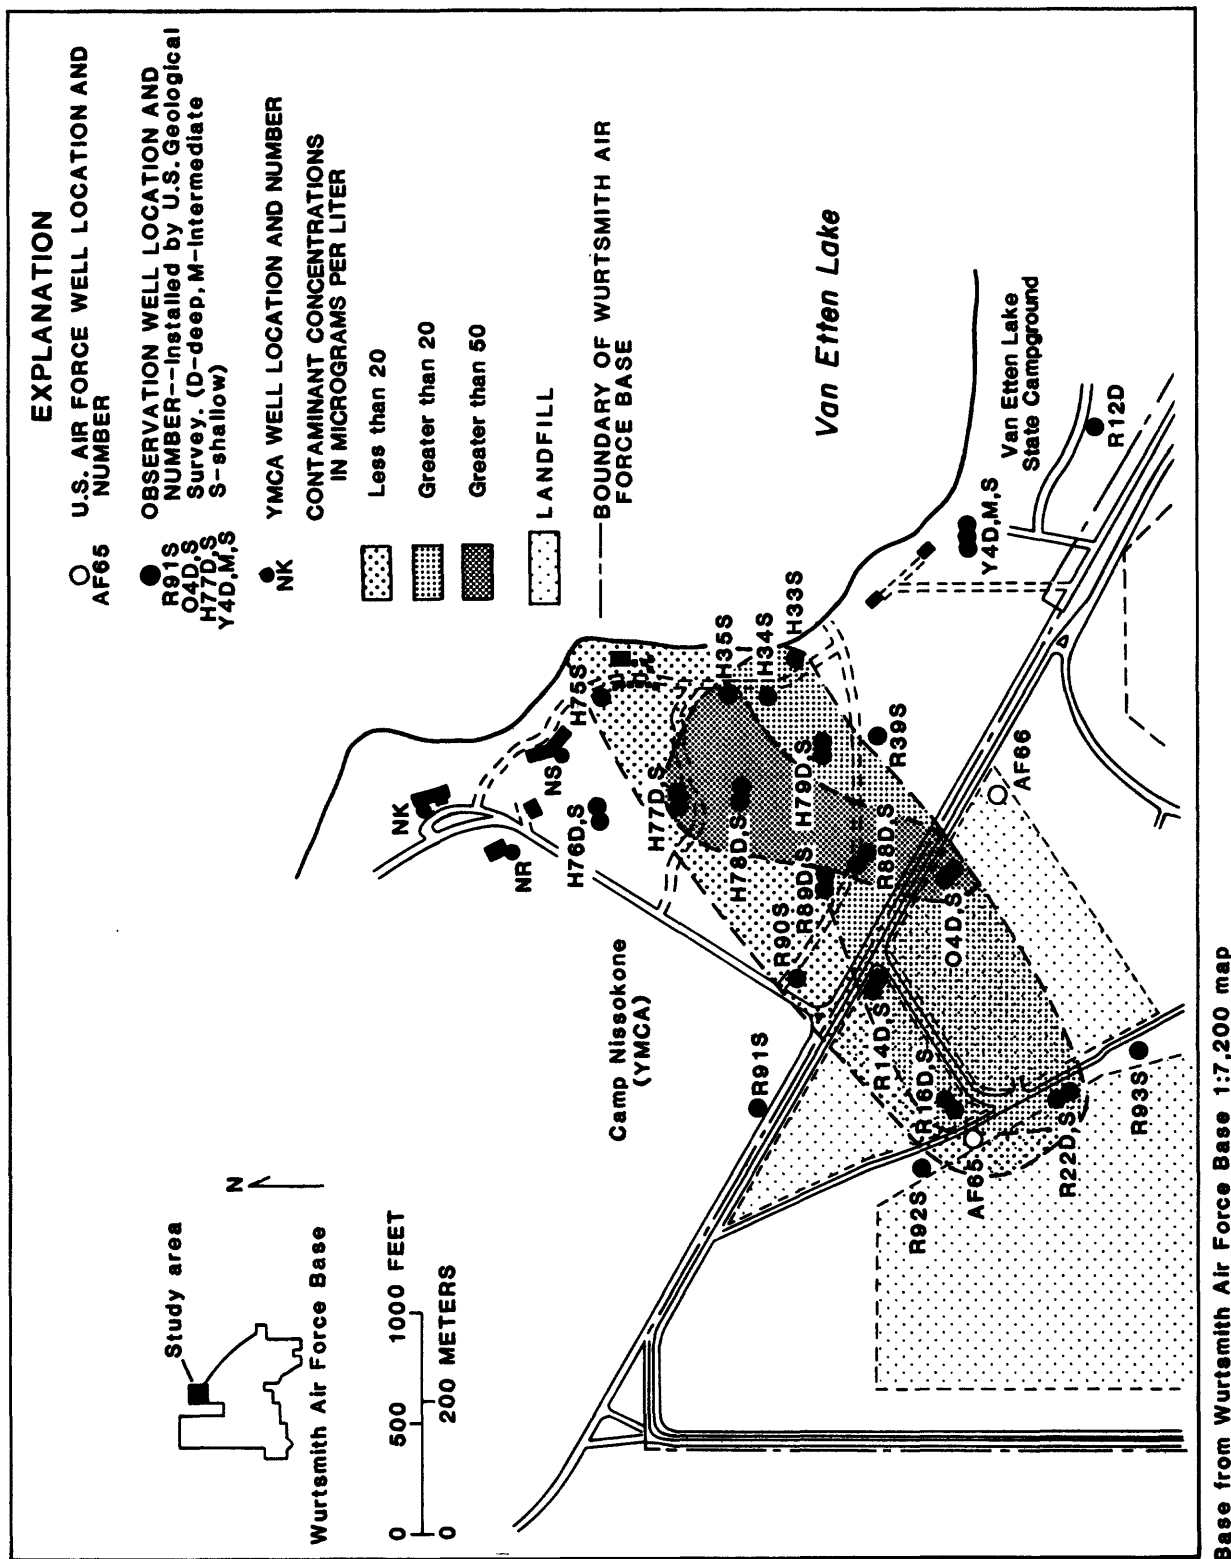 EXPLANATION
AF65
U.S. AIR FORCE WELL LOCATION AND
NUMBER
R91S
O4D,S
H77D,S
Y4D,M,S
OBSERVATION WELL LOCATION AND
NUMBER--Installed by U.S. Geological
Survey. (D-deep, M-Intermediate
S-shallow)
NK
YMCA WELL LOCATION AND NUMBER
CONTAMINANT CONCENTRATIONS
IN MICROGRAMS PER LITER
Less than 20
Greater than 20
Greater than 50
LANDFILL
BOUNDARY OF WURTSMITH AIR
FORCE BASE
Study area
N
Wurtsmith Air Force Base
0 500 1000 FEET
0 200 METERS
NK
NR
NS
H76D,S
H75S
Camp Nissokone
(YMCA)
H77D,S
H35S
H78D,S
H34S
H33S
R90S
R89D,S
H79D,S
R91S
R14D,S
R88D,S
R39S
R16D,S
O4D,S
R92S
AF65
AF66
R22D,S
R93S
Van Etten Lake
Y4D,M,S
Van Etten Lake
State Campground
R12D
Base from Wurtsmith Air Force Base 1:7,200 map